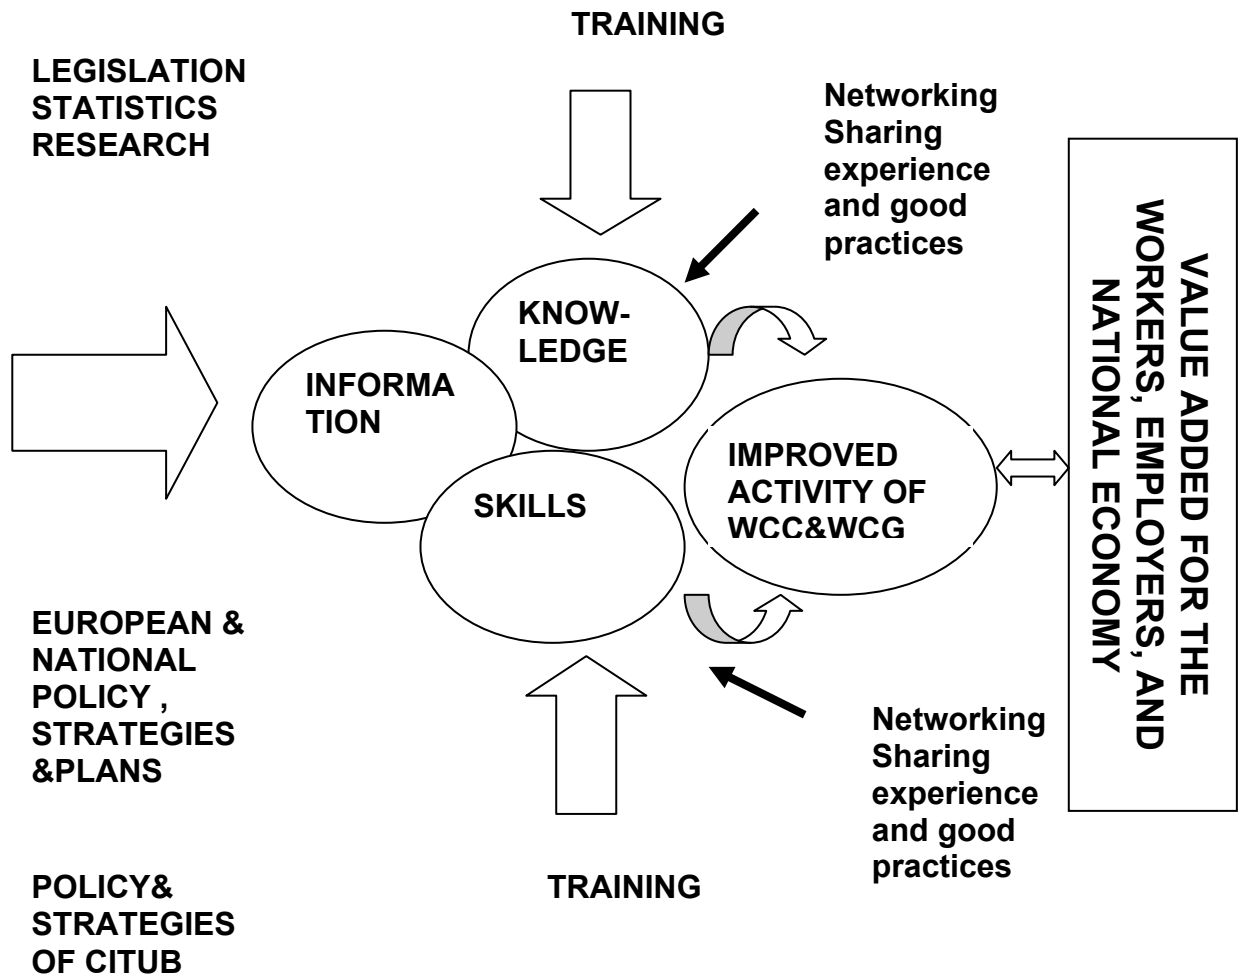 TRAINING
LEGISLATION
STATISTICS
RESEARCH
Networking
Sharing
experience
and good
practices
KNOW-
LEDGE
INFORMA
TION
SKILLS
IMPROVED
ACTIVITY OF
WCC&WCG
VALUE ADDED FOR THE
WORKERS, EMPLOYERS, AND
NATIONAL ECONOMY
EUROPEAN &
NATIONAL
POLICY ,
STRATEGIES
&PLANS
Networking
Sharing
experience
and good
practices
POLICY&
STRATEGIES
OF CITUB
TRAINING